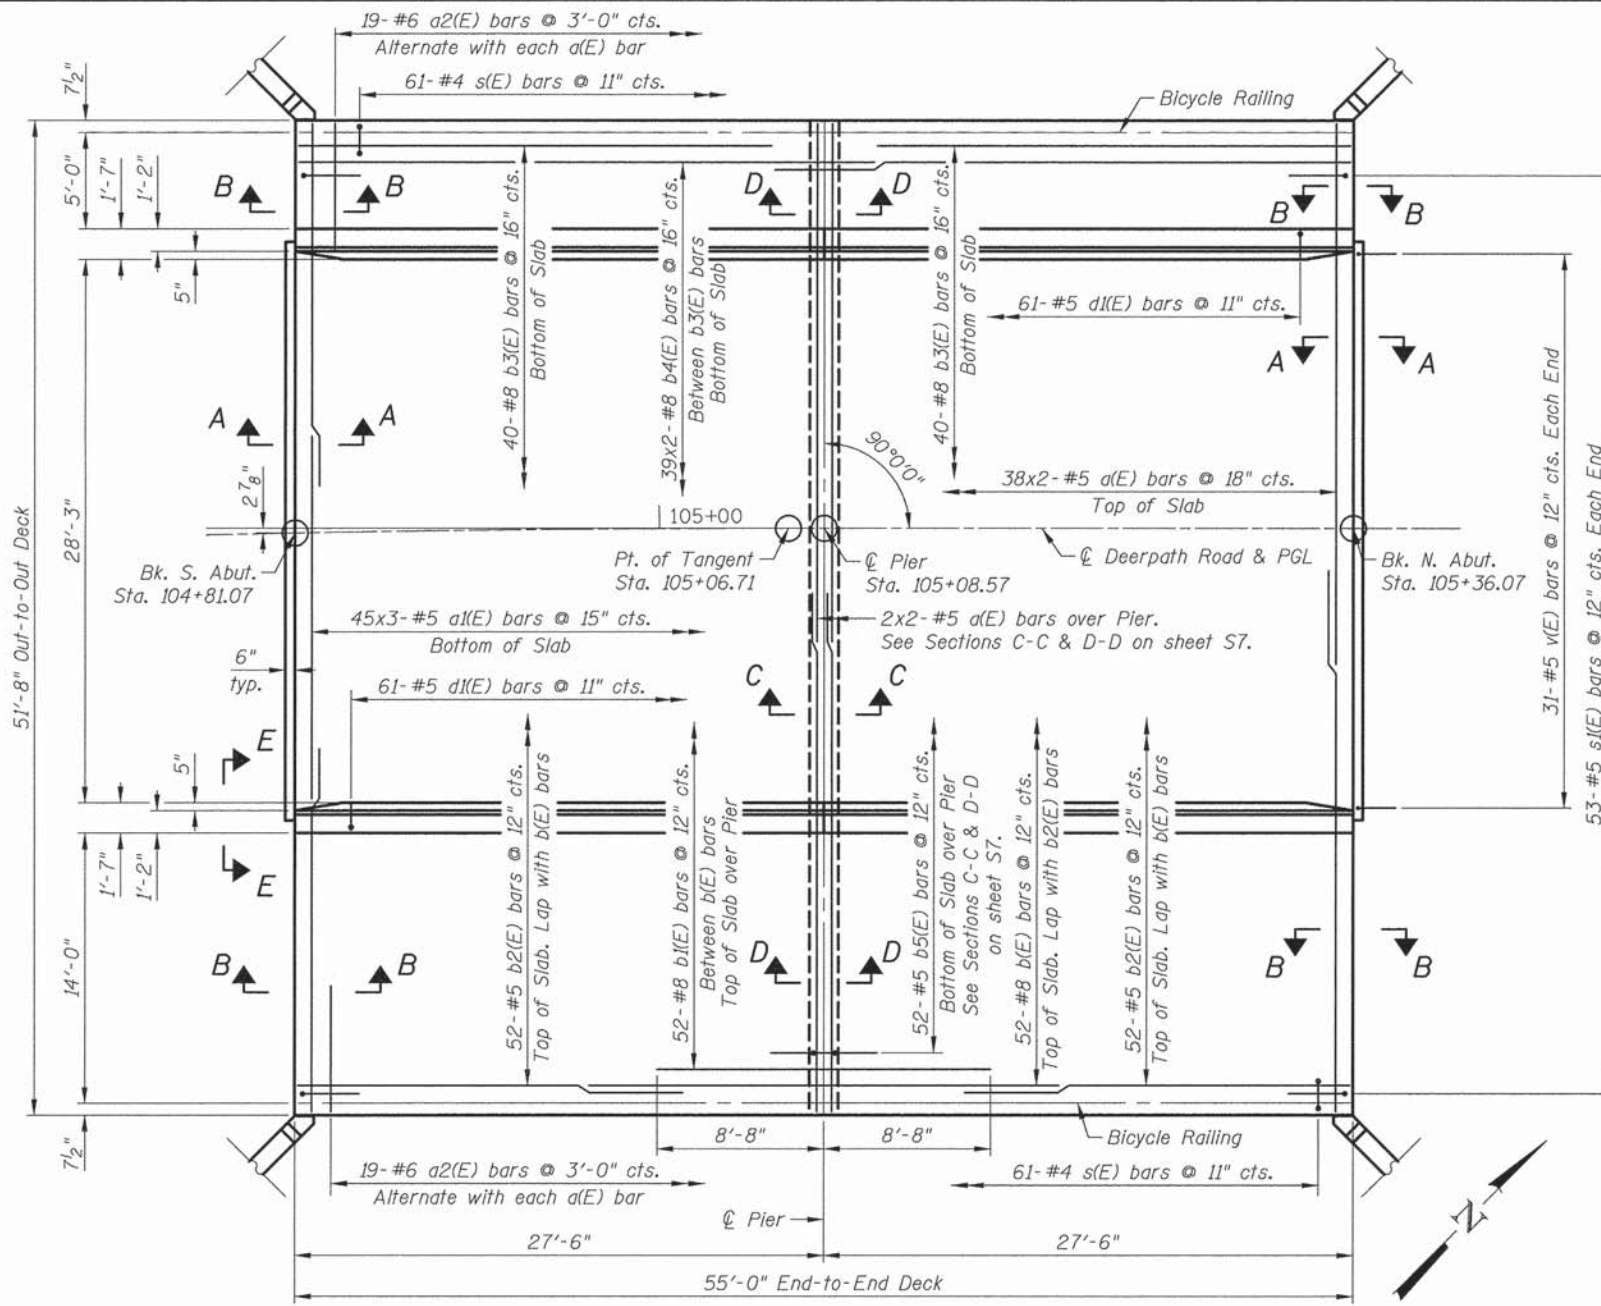 19-#6 a2(E) bars @ 3'-0" cts.
Alternate with each a(E) bar
61-#4 s(E) bars @ 11" cts.
Bicycle Railing
7½"
5'-0"
1'-7"
1'-2"
5"
B
B
D
D
B
B
40-#8 b3(E) bars @ 16" cts.
Bottom of Slab
39x2-#8 b4(E) bars @ 16" cts.
Between b3(E) bars
Bottom of Slab
40-#8 b3(E) bars @ 16" cts.
Bottom of Slab
61-#5 d1(E) bars @ 11" cts.
A
A
A
A
31-#5 v(E) bars @ 12" cts. Each End
53-#5 s1(E) bars @ 12" cts. Each End
51'-8" Out-to-Out Deck
28'-3"
2⅞"
90°0'0"
38x2-#5 a(E) bars @ 18" cts.
Top of Slab
105+00
Bk. S. Abut.
Sta. 104+81.07
Pt. of Tangent
Sta. 105+06.71
℄ Pier
Sta. 105+08.57
℄ Deerpath Road & PGL
Bk. N. Abut.
Sta. 105+36.07
45x3-#5 a1(E) bars @ 15" cts.
Bottom of Slab
2x2-#5 a(E) bars over Pier.
See Sections C-C & D-D on sheet S7.
6"
typ.
61-#5 d1(E) bars @ 11" cts.
C
C
E
E
5"
1'-7"
1'-2"
14'-0"
7½"
52-#5 b2(E) bars @ 12" cts.
Top of Slab. Lap with b(E) bars
52-#8 b1(E) bars @ 12" cts.
Between b(E) bars
Top of Slab over Pier
52-#5 b5(E) bars @ 12" cts.
Bottom of Slab over Pier
See Sections C-C & D-D
on sheet S7.
52-#8 b(E) bars @ 12" cts.
Top of Slab. Lap with b2(E) bars
52-#5 b2(E) bars @ 12" cts.
Top of Slab. Lap with b(E) bars
B
B
D
D
B
B
8'-8"
8'-8"
Bicycle Railing
19-#6 a2(E) bars @ 3'-0" cts.
Alternate with each a(E) bar
61-#4 s(E) bars @ 11" cts.
℄ Pier
27'-6"
27'-6"
55'-0" End-to-End Deck
N